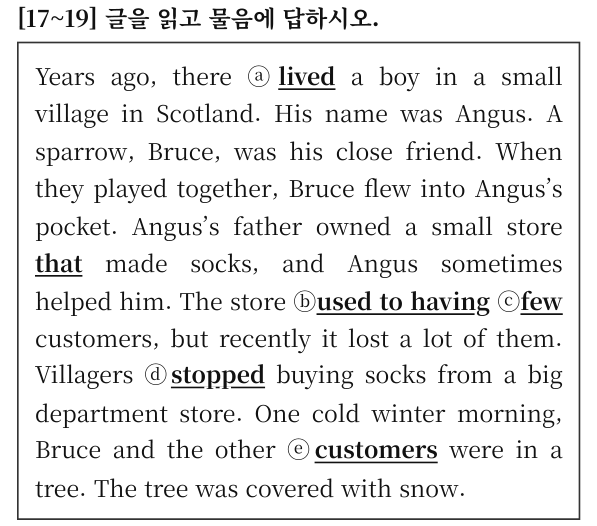 [17~19] 글을 읽고 물음에 답하시오.
Years ago, there ⓐ lived a boy in a small
village in Scotland. His name was Angus. A
sparrow, Bruce, was his close friend. When
they played together, Bruce flew into Angus’s
pocket. Angus’s father owned a small store
that made socks, and Angus sometimes
helped him. The store ⓑused to having ⓒfew
customers, but recently it lost a lot of them.
Villagers ⓓ stopped buying socks from a big
department store. One cold winter morning,
Bruce and the other ⓔ customers were in a
tree. The tree was covered with snow.